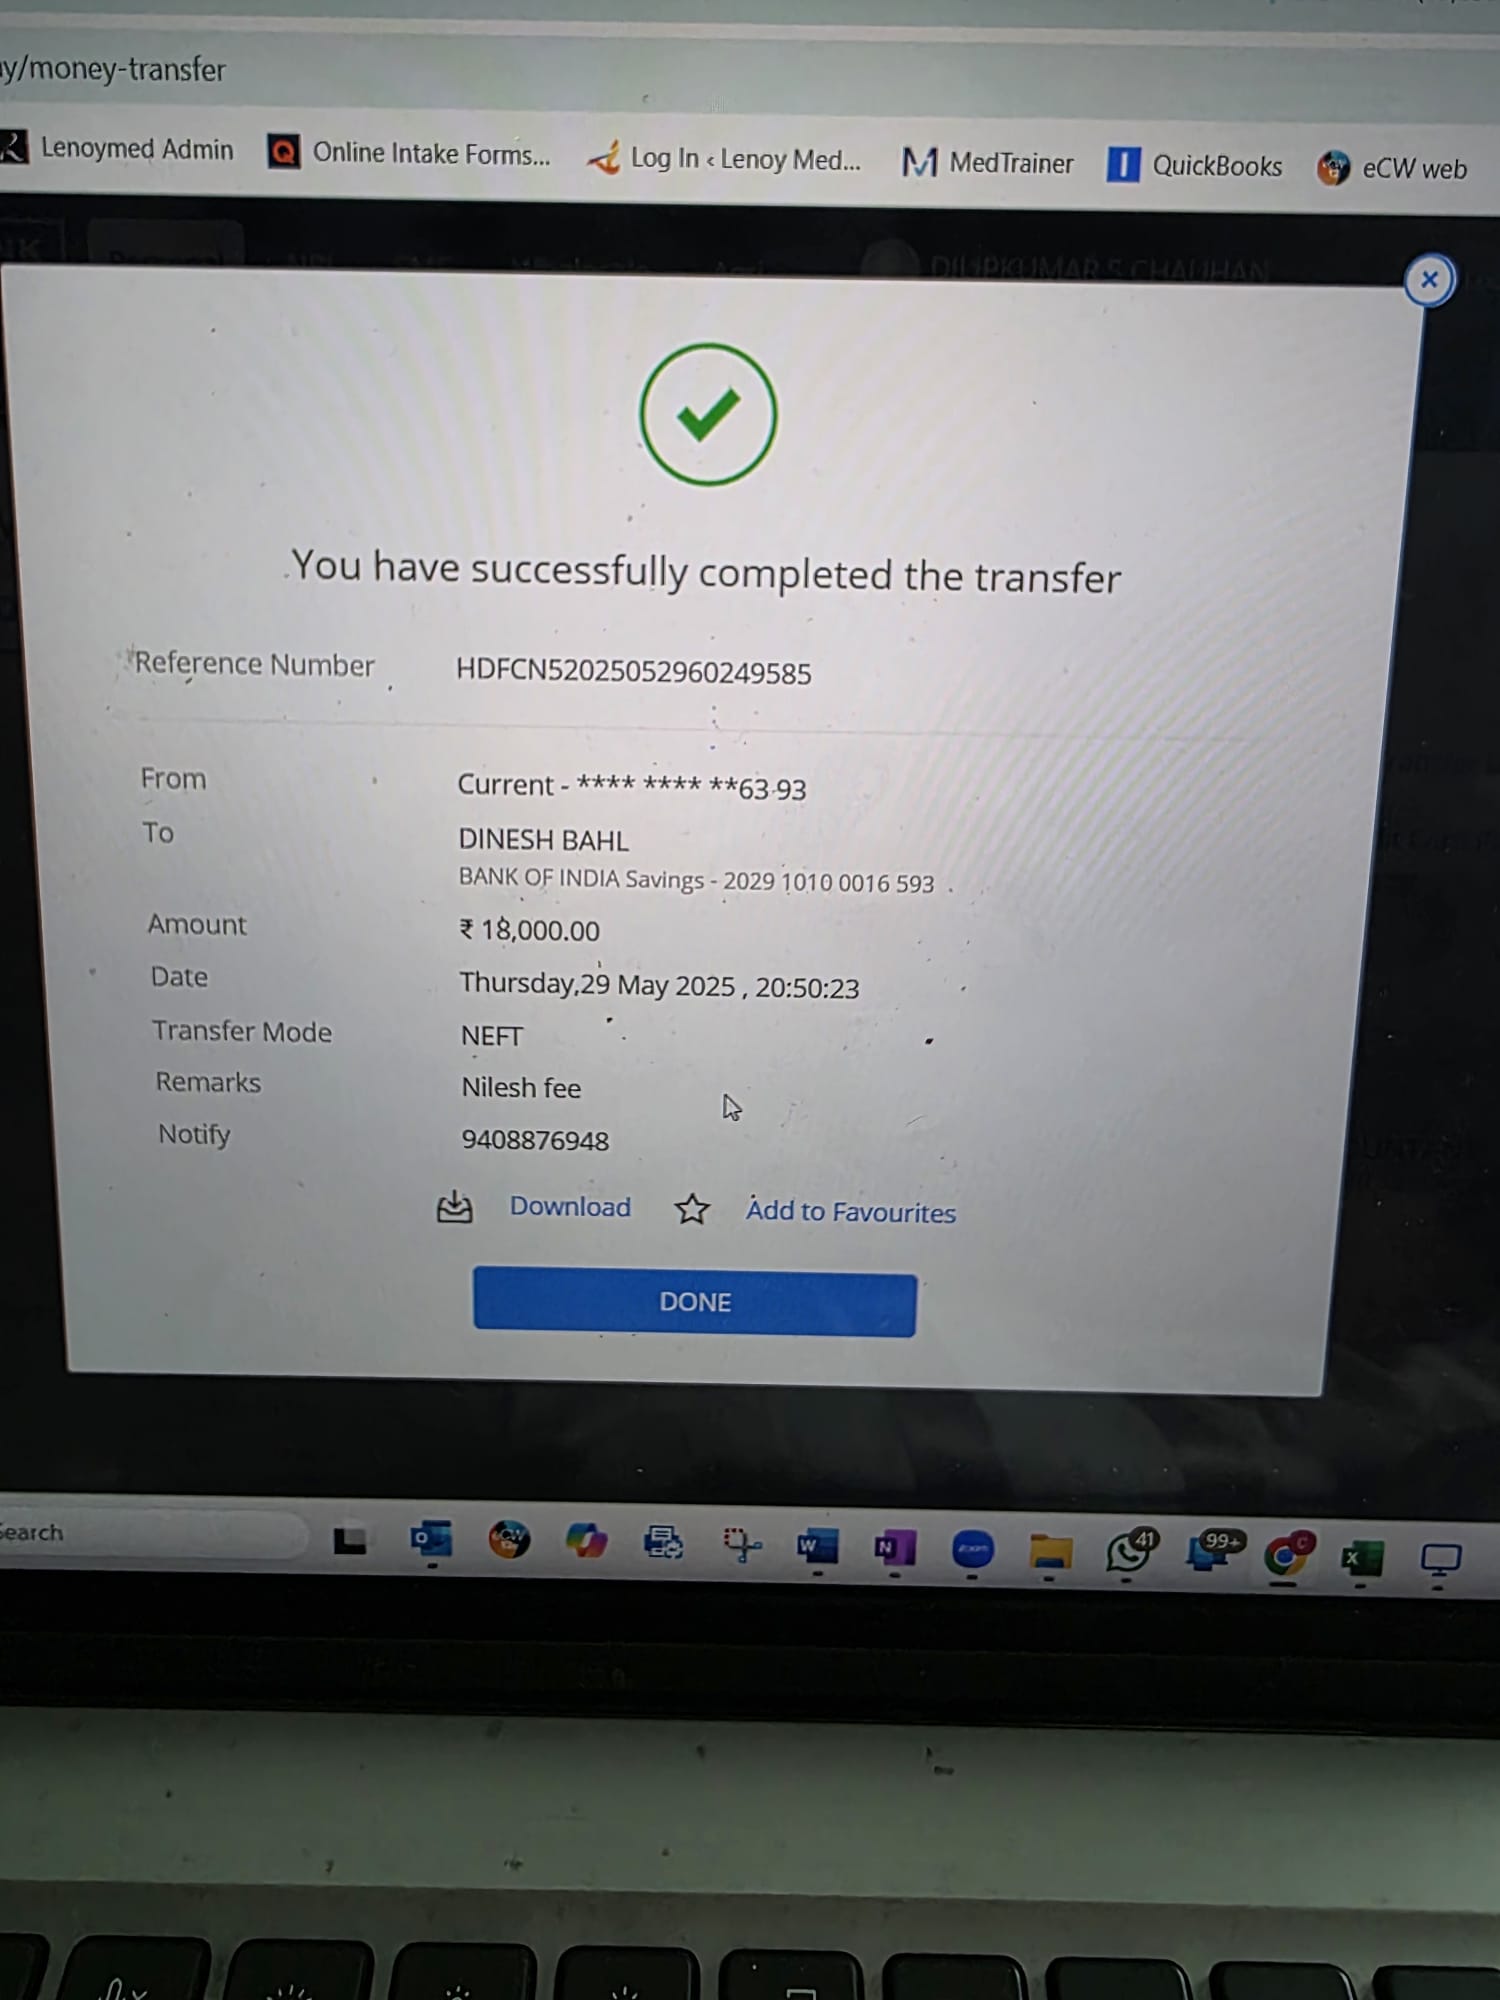 y/money-transfer
Lenoymed Admin Online Intake Forms... Log In ‹ Lenoy Med... MedTrainer QuickBooks eCW web
DILIPKUMAR S CHAUHAN
You have successfully completed the transfer
Reference Number HDFCN52025052960249585
From Current - **** **** **63 93
To DINESH BAHL
BANK OF INDIA Savings - 2029 1010 0016 593
Amount ₹ 18,000.00
Date Thursday,29 May 2025 , 20:50:23
Transfer Mode NEFT
Remarks Nilesh fee
Notify 9408876948
Download Add to Favourites
DONE
Search
41 99+